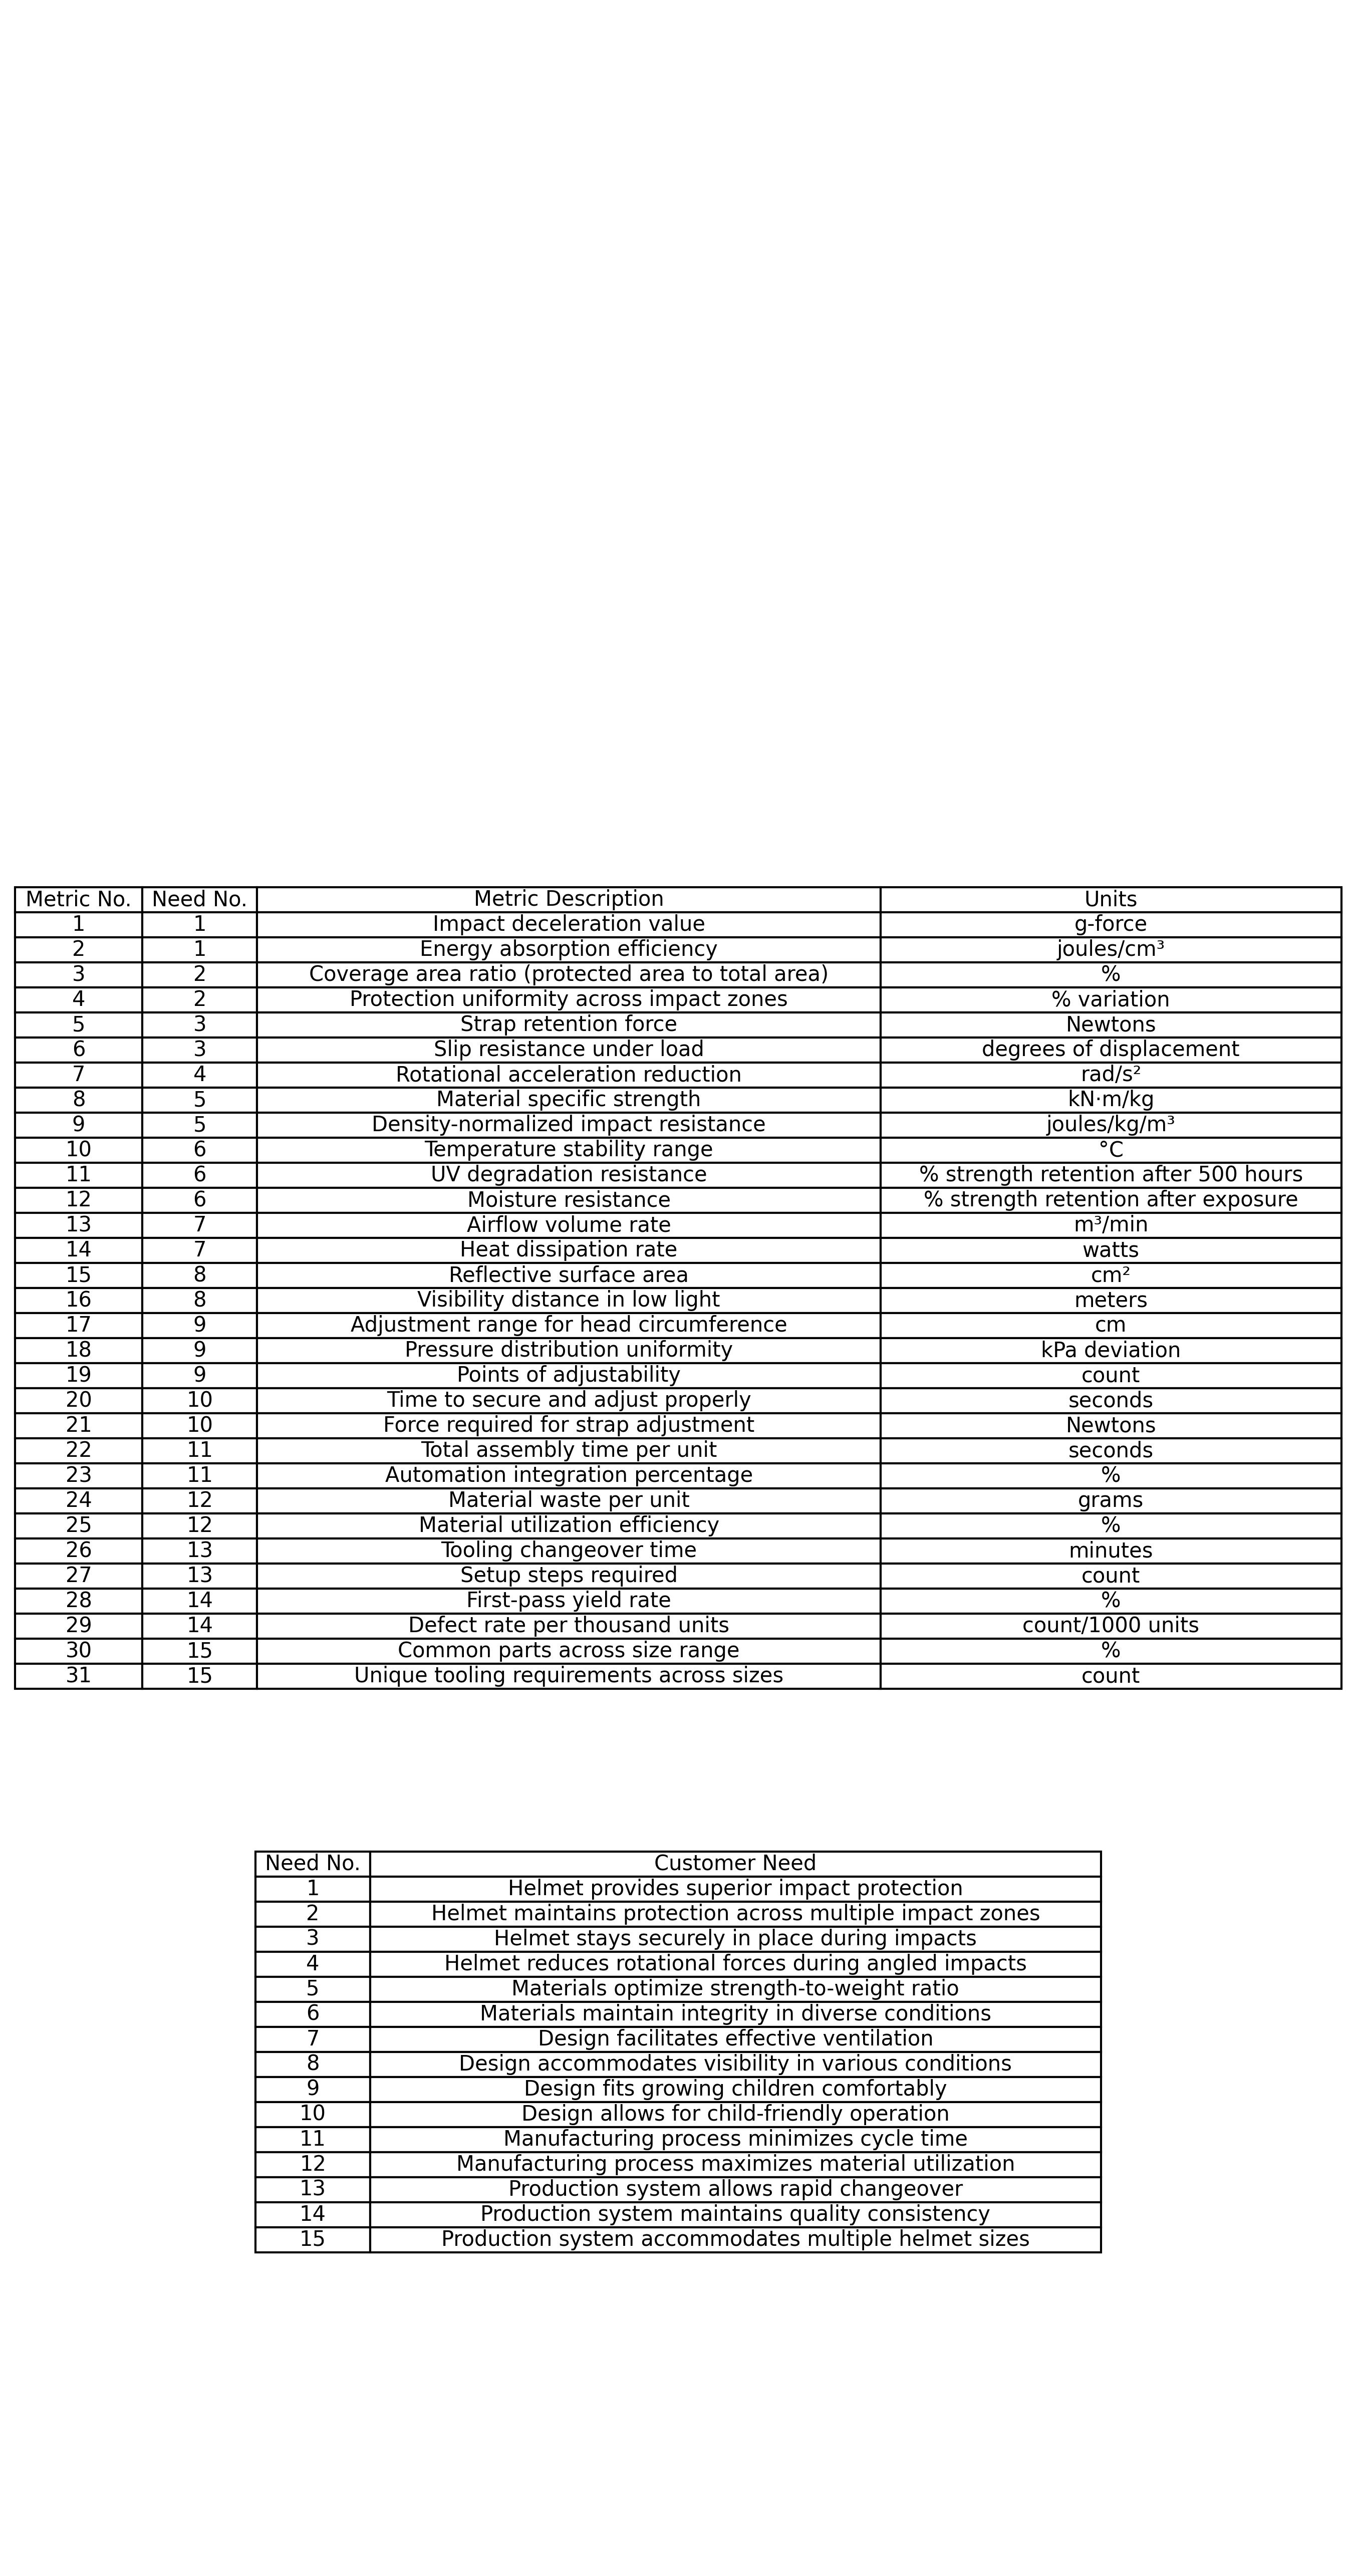 Metric No. Need No. Metric Description Units
1 1 Impact deceleration value g-force
2 1 Energy absorption efficiency joules/cm³
3 2 Coverage area ratio (protected area to total area) %
4 2 Protection uniformity across impact zones % variation
5 3 Strap retention force Newtons
6 3 Slip resistance under load degrees of displacement
7 4 Rotational acceleration reduction rad/s²
8 5 Material specific strength kN·m/kg
9 5 Density-normalized impact resistance joules/kg/m³
10 6 Temperature stability range °C
11 6 UV degradation resistance % strength retention after 500 hours
12 6 Moisture resistance % strength retention after exposure
13 7 Airflow volume rate m³/min
14 7 Heat dissipation rate watts
15 8 Reflective surface area cm²
16 8 Visibility distance in low light meters
17 9 Adjustment range for head circumference cm
18 9 Pressure distribution uniformity kPa deviation
19 9 Points of adjustability count
20 10 Time to secure and adjust properly seconds
21 10 Force required for strap adjustment Newtons
22 11 Total assembly time per unit seconds
23 11 Automation integration percentage %
24 12 Material waste per unit grams
25 12 Material utilization efficiency %
26 13 Tooling changeover time minutes
27 13 Setup steps required count
28 14 First-pass yield rate %
29 14 Defect rate per thousand units count/1000 units
30 15 Common parts across size range %
31 15 Unique tooling requirements across sizes count
Need No. Customer Need
1 Helmet provides superior impact protection
2 Helmet maintains protection across multiple impact zones
3 Helmet stays securely in place during impacts
4 Helmet reduces rotational forces during angled impacts
5 Materials optimize strength-to-weight ratio
6 Materials maintain integrity in diverse conditions
7 Design facilitates effective ventilation
8 Design accommodates visibility in various conditions
9 Design fits growing children comfortably
10 Design allows for child-friendly operation
11 Manufacturing process minimizes cycle time
12 Manufacturing process maximizes material utilization
13 Production system allows rapid changeover
14 Production system maintains quality consistency
15 Production system accommodates multiple helmet sizes